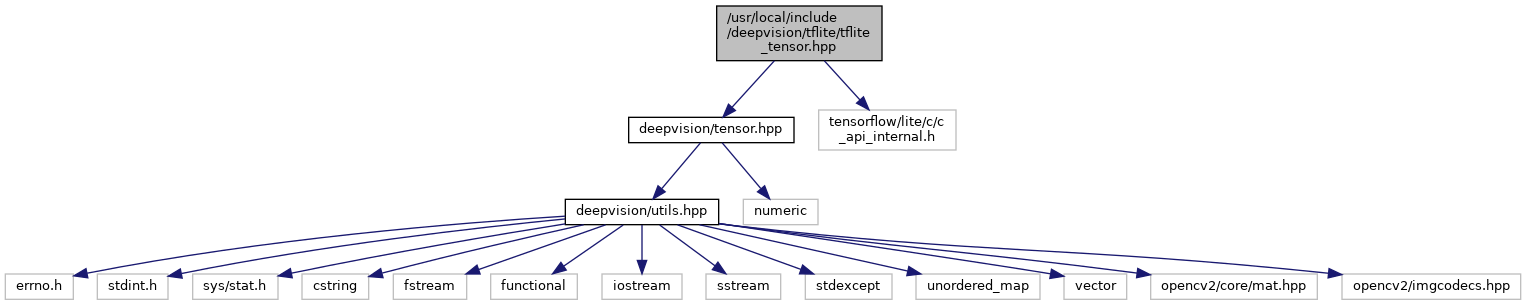 /usr/local/include
/deepvision/tflite/tflite
_tensor.hpp
deepvision/tensor.hpp
tensorflow/lite/c/c
_api_internal.h
deepvision/utils.hpp
numeric
errno.h
stdint.h
sys/stat.h
cstring
fstream
functional
iostream
sstream
stdexcept
unordered_map
vector
opencv2/core/mat.hpp
opencv2/imgcodecs.hpp